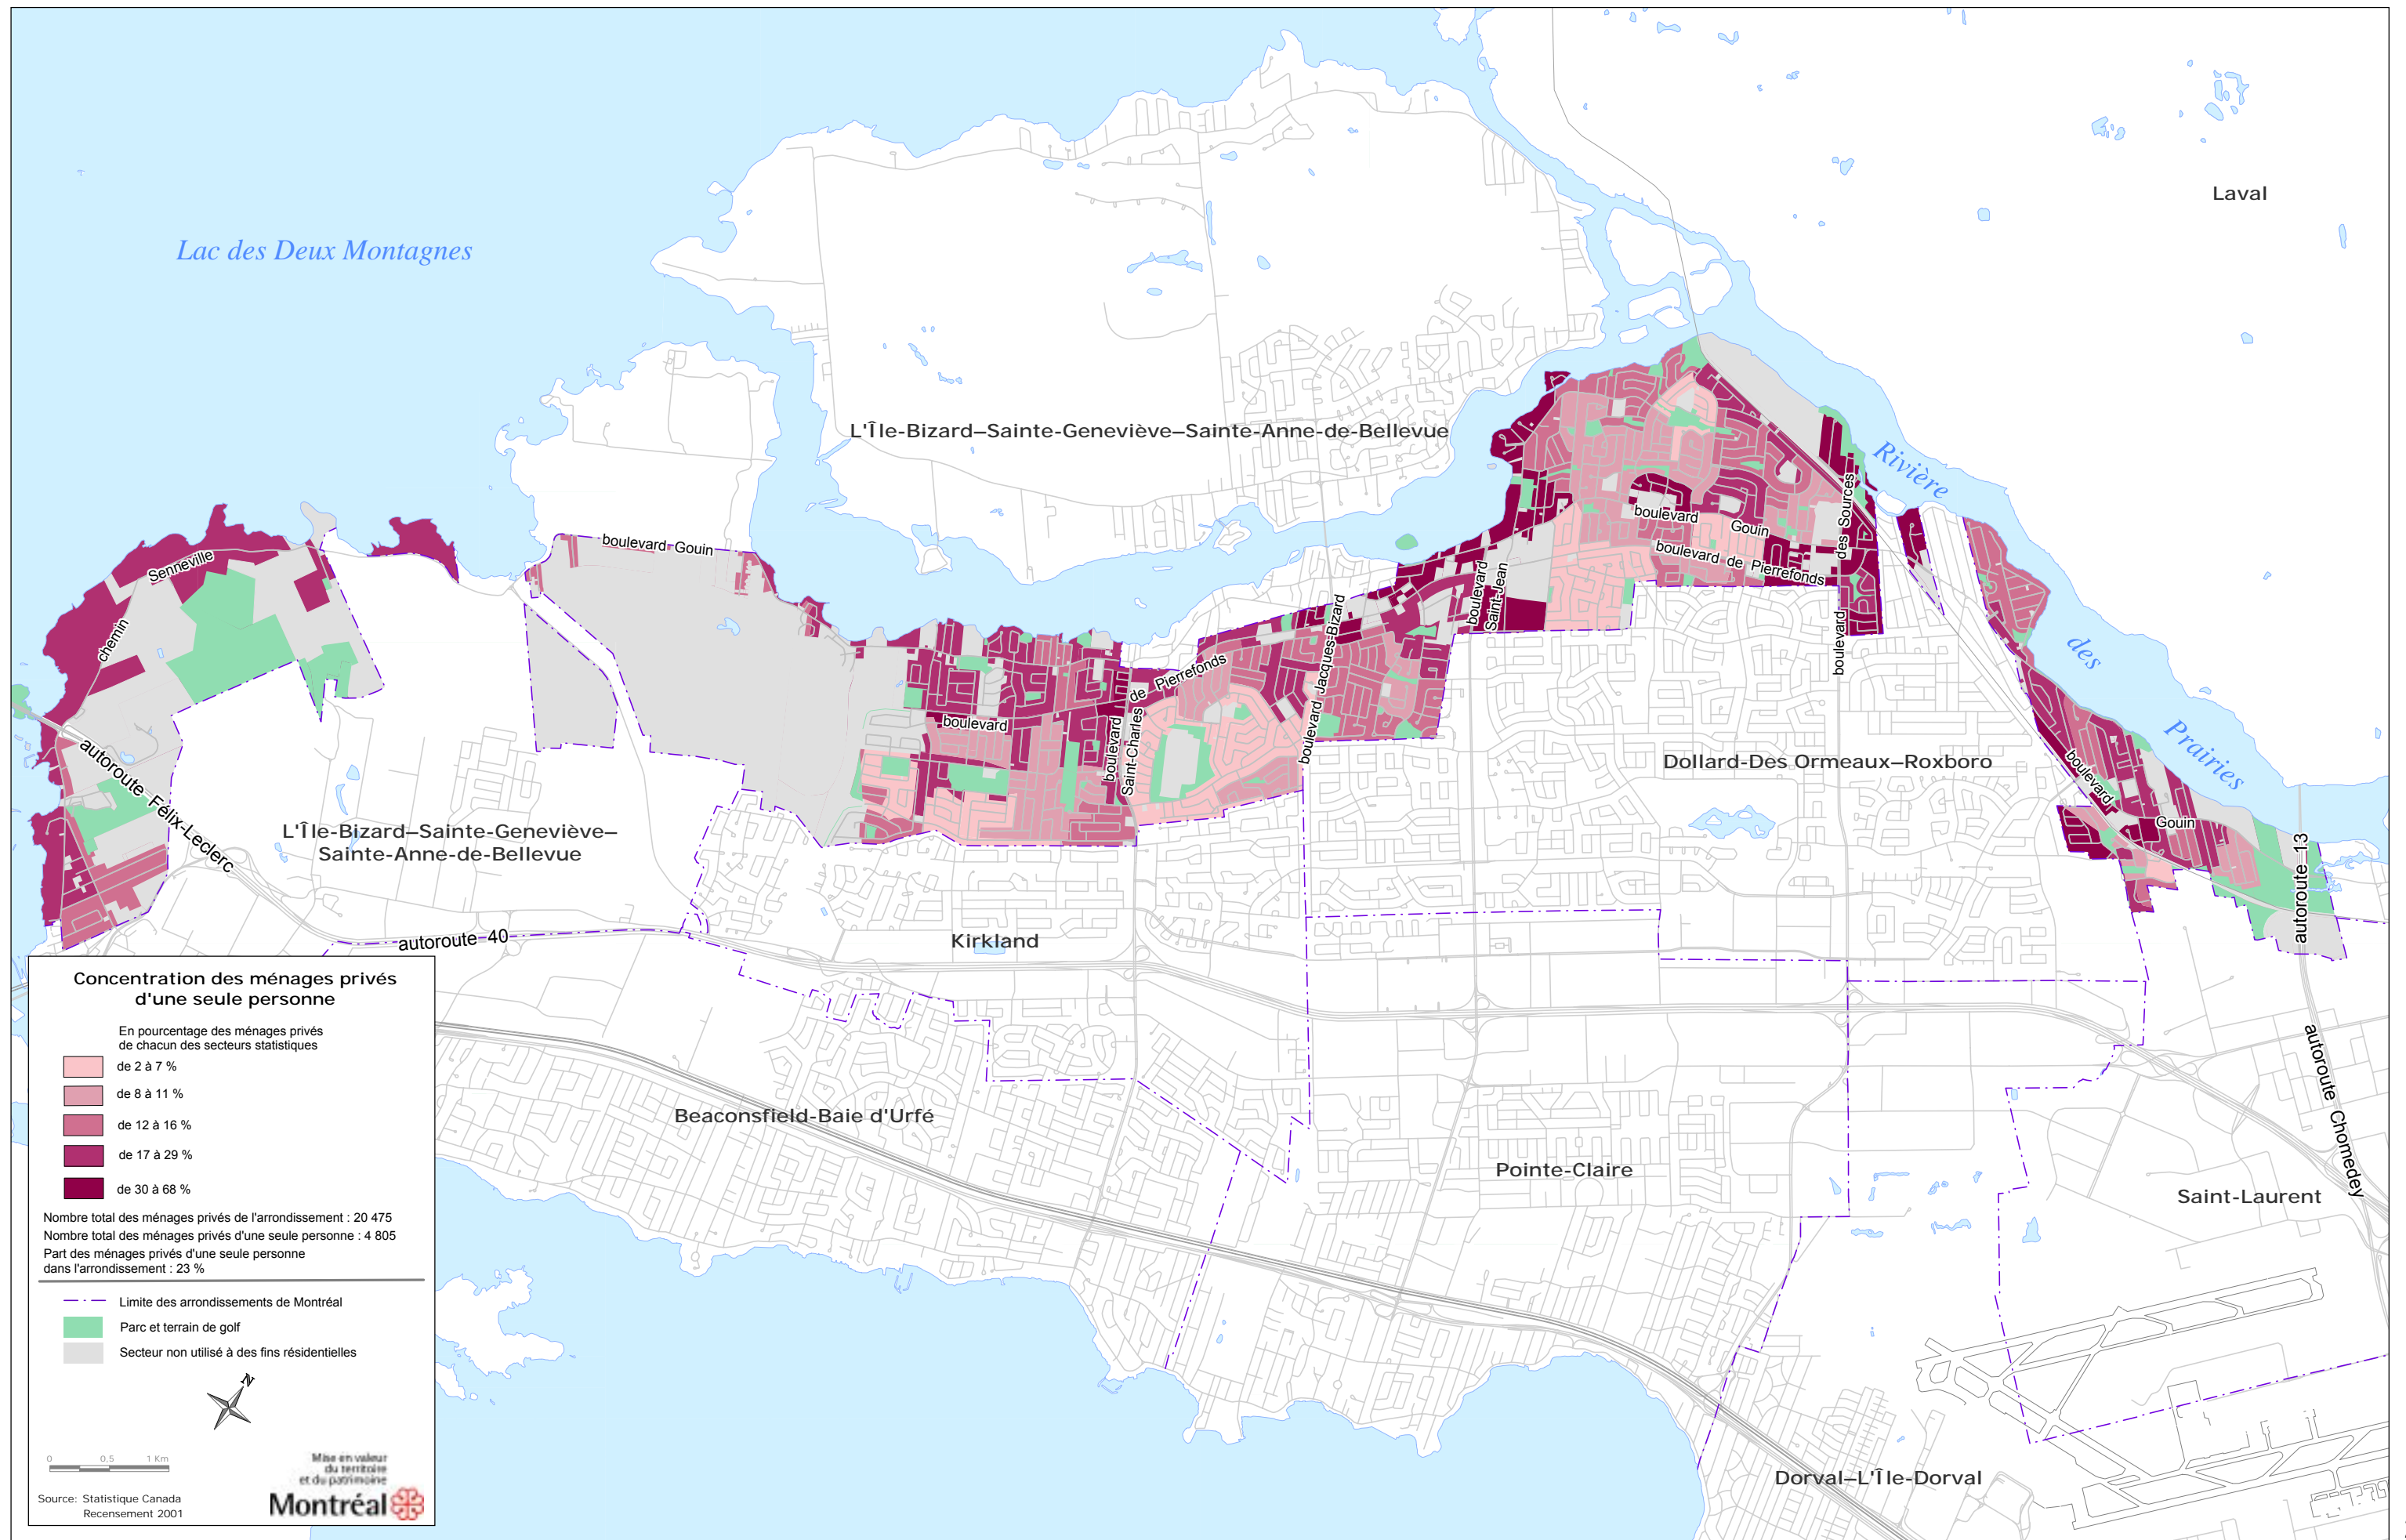 Laval
Lac des Deux Montagnes
L'Île-Bizard–Sainte-Geneviève–Sainte-Anne-de-Bellevue
Rivière
des
Prairies
boulevard Gouin
Senneville
chemin
boulevard
Gouin
boulevard de Pierrefonds
des Sources
boulevard
boulevard
Saint-Jean
boulevard Jacques-Bizard
de Pierrefonds
boulevard
boulevard
Saint-Charles
autoroute Félix-Leclerc
L'Île-Bizard–Sainte-Geneviève–
Sainte-Anne-de-Bellevue
Dollard-Des Ormeaux–Roxboro
boulevard
Gouin
autoroute 13
autoroute 40
Kirkland
autoroute Chomedey
Beaconsfield-Baie d'Urfé
Pointe-Claire
Saint-Laurent
Dorval–L'Île-Dorval
Concentration des ménages privés
d'une seule personne
En pourcentage des ménages privés
de chacun des secteurs statistiques
de 2 à 7 %
de 8 à 11 %
de 12 à 16 %
de 17 à 29 %
de 30 à 68 %
Nombre total des ménages privés de l'arrondissement : 20 475
Nombre total des ménages privés d'une seule personne : 4 805
Part des ménages privés d'une seule personne
dans l'arrondissement : 23 %
Limite des arrondissements de Montréal
Parc et terrain de golf
Secteur non utilisé à des fins résidentielles
N
0 0,5 1 Km
Mise en valeur
du territoire
et du patrimoine
Montréal
Source: Statistique Canada
Recensement 2001